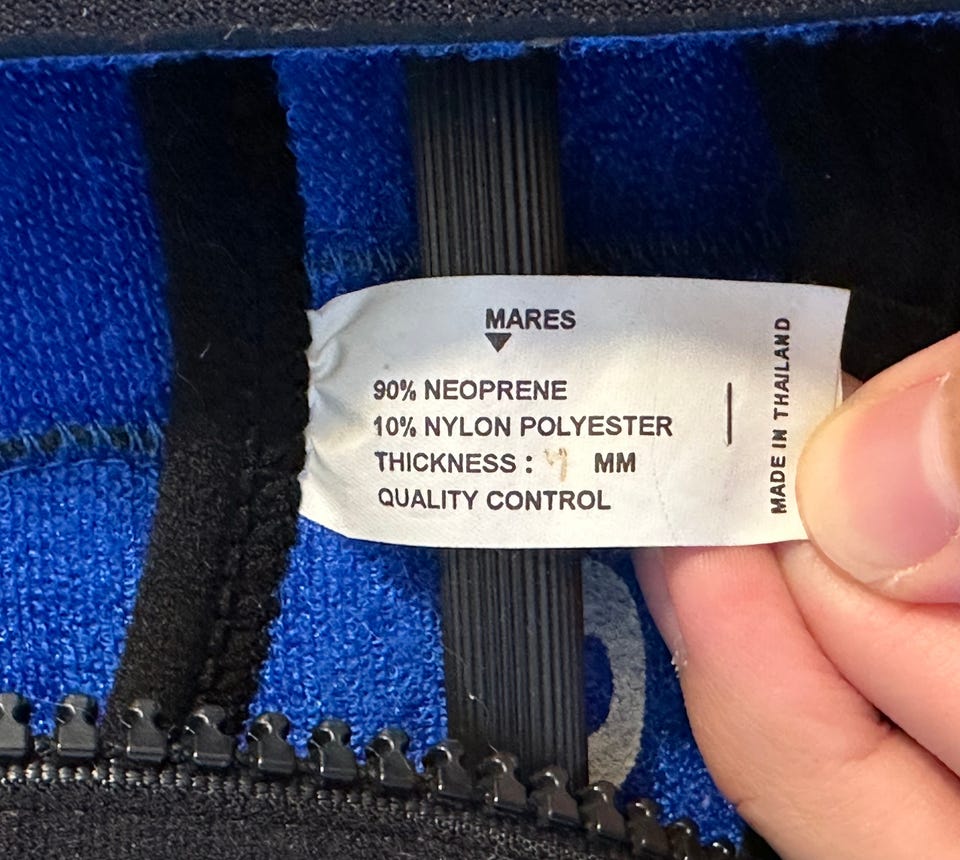 MARES
90% NEOPRENE
10% NYLON POLYESTER
THICKNESS : MM
QUALITY CONTROL
MADE IN THAILAND